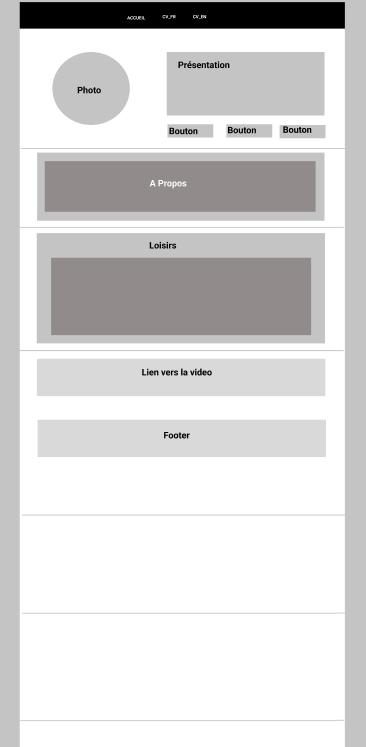 ACCUEIL CV_FR CV_EN
Présentation
Photo
Bouton Bouton Bouton
A Propos
Loisirs
Lien vers la video
Footer